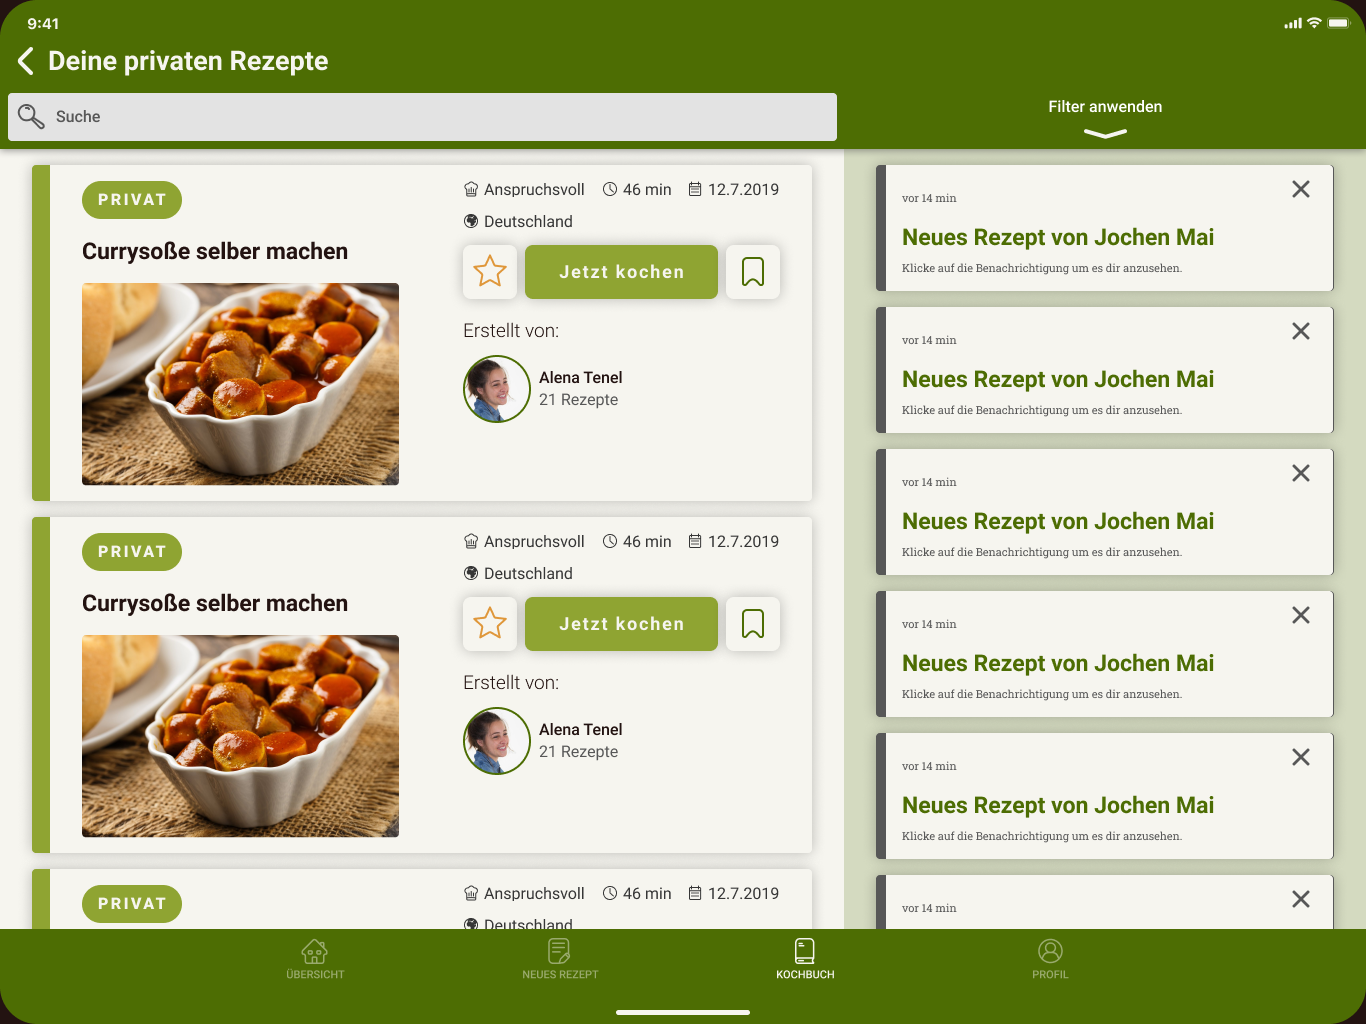 9:41
Deine privaten Rezepte
Suche
Filter anwenden
PRIVAT
Currysoße selber machen
Anspruchsvoll 46 min 12.7.2019
Deutschland
Jetzt kochen
Erstellt von:
Alena Tenel
21 Rezepte
PRIVAT
Currysoße selber machen
Anspruchsvoll 46 min 12.7.2019
Deutschland
Jetzt kochen
Erstellt von:
Alena Tenel
21 Rezepte
PRIVAT
Anspruchsvoll 46 min 12.7.2019
Deutschland
vor 14 min
Neues Rezept von Jochen Mai
Klicke auf die Benachrichtigung um es dir anzusehen.
vor 14 min
Neues Rezept von Jochen Mai
Klicke auf die Benachrichtigung um es dir anzusehen.
vor 14 min
Neues Rezept von Jochen Mai
Klicke auf die Benachrichtigung um es dir anzusehen.
vor 14 min
Neues Rezept von Jochen Mai
Klicke auf die Benachrichtigung um es dir anzusehen.
vor 14 min
Neues Rezept von Jochen Mai
Klicke auf die Benachrichtigung um es dir anzusehen.
vor 14 min
ÜBERSICHT
NEUES REZEPT
KOCHBUCH
PROFIL